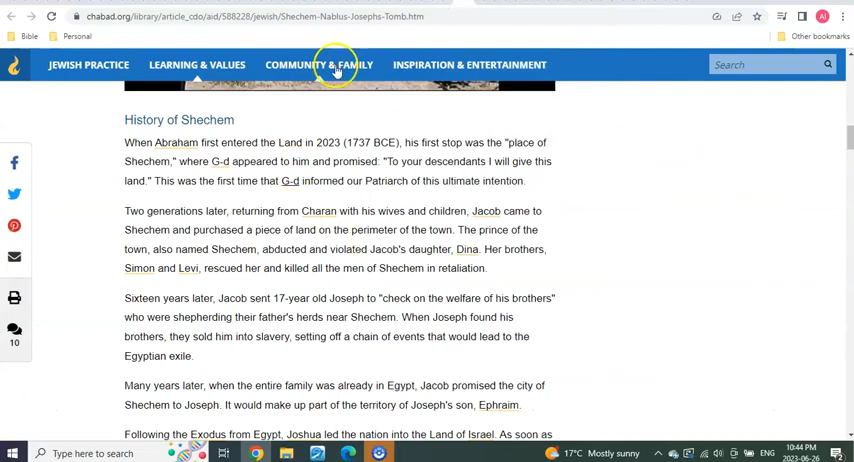 chabad.org/library/article_cdo/aid/588228/jewish/Shechem-Nablus-Josephs-Tomb.htm
AI
Bible
Personal
Other bookmarks
JEWISH PRACTICE
LEARNING & VALUES
COMMUNITY & FAMILY
INSPIRATION & ENTERTAINMENT
Search
History of Shechem
When Abraham first entered the Land in 2023 (1737 BCE), his first stop was the "place of
Shechem," where G-d appeared to him and promised: "To your descendants I will give this
land." This was the first time that G-d informed our Patriarch of this ultimate intention.
Two generations later, returning from Charan with his wives and children, Jacob came to
Shechem and purchased a piece of land on the perimeter of the town. The prince of the
town, also named Shechem, abducted and violated Jacob's daughter, Dina. Her brothers,
Simon and Levi, rescued her and killed all the men of Shechem in retaliation.
Sixteen years later, Jacob sent 17-year old Joseph to "check on the welfare of his brothers"
who were shepherding their father's herds near Shechem. When Joseph found his
brothers, they sold him into slavery, setting off a chain of events that would lead to the
Egyptian exile.
Many years later, when the entire family was already in Egypt, Jacob promised the city of
Shechem to Joseph. It would make up part of the territory of Joseph's son, Ephraim.
Following the Exodus from Egypt, Joshua led the nation into the Land of Israel. As soon as
10
Type here to search
17°C Mostly sunny
ENG
10:44 PM
2023-06-26
2